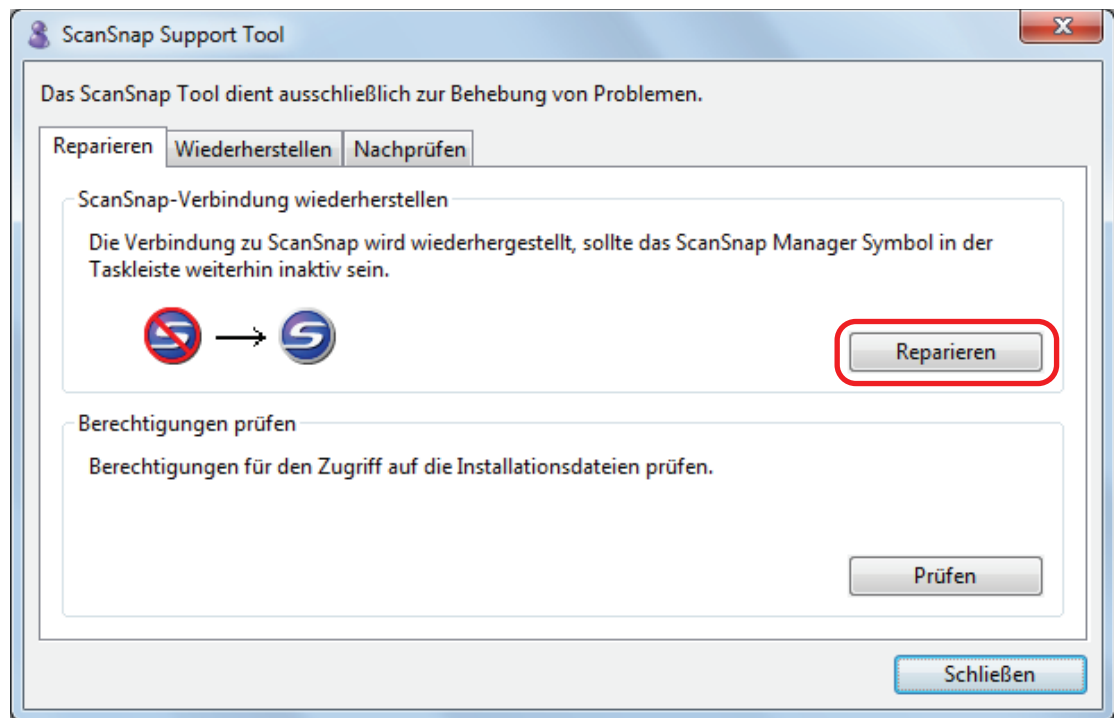 ScanSnap Support Tool
Das ScanSnap Tool dient ausschließlich zur Behebung von Problemen.
Reparieren Wiederherstellen Nachprüfen
ScanSnap-Verbindung wiederherstellen
Die Verbindung zu ScanSnap wird wiederhergestellt, sollte das ScanSnap Manager Symbol in der
Taskleiste weiterhin inaktiv sein.
Reparieren
Berechtigungen prüfen
Berechtigungen für den Zugriff auf die Installationsdateien prüfen.
Prüfen
Schließen